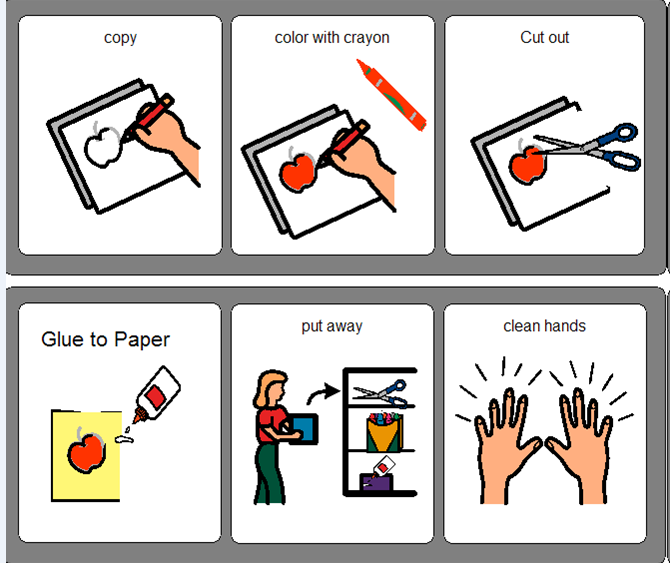 copy
color with crayon
Cut out
Glue to Paper
put away
clean hands